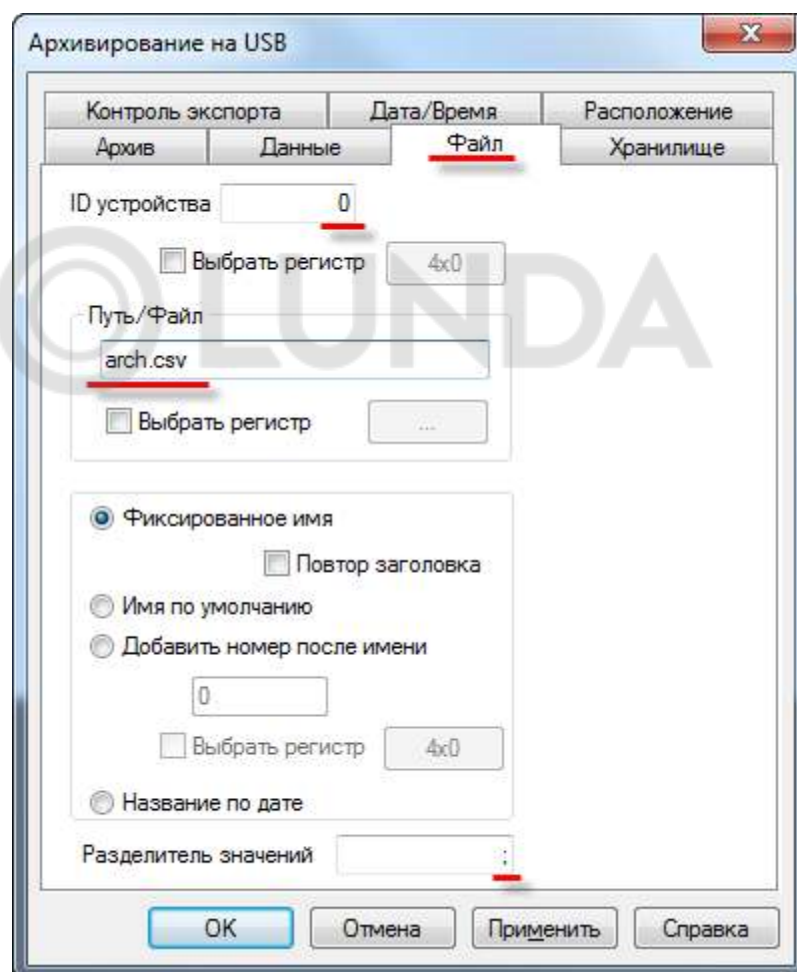 Архивирование на USB
Контроль экспорта Дата/Время Расположение
Архив Данные Файл Хранилище
ID устройства 0
Выбрать регистр 4x0
Путь/Файл
arch.csv
Выбрать регистр ...
Фиксированное имя
Повтор заголовка
Имя по умолчанию
Добавить номер после имени
0
Выбрать регистр 4x0
Название по дате
Разделитель значений ;
OK Отмена Применить Справка
LUNDA